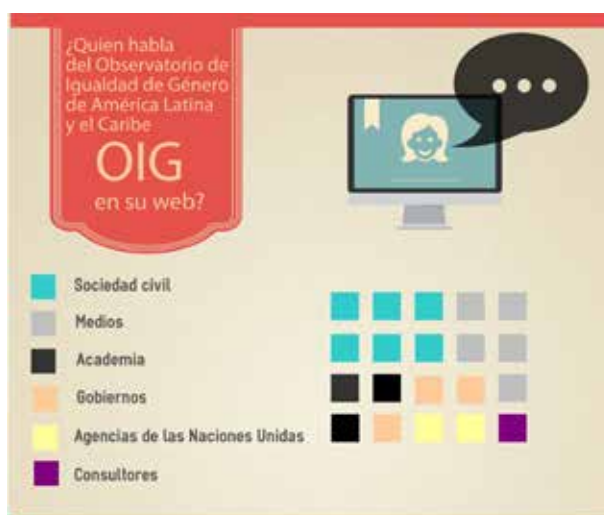 ¿Quien habla
del Observatorio de
Igualdad de Género
de América Latina
y el Caribe
OIG
en su web?
Sociedad civil
Medios
Academia
Gobiernos
Agencias de las Naciones Unidas
Consultores